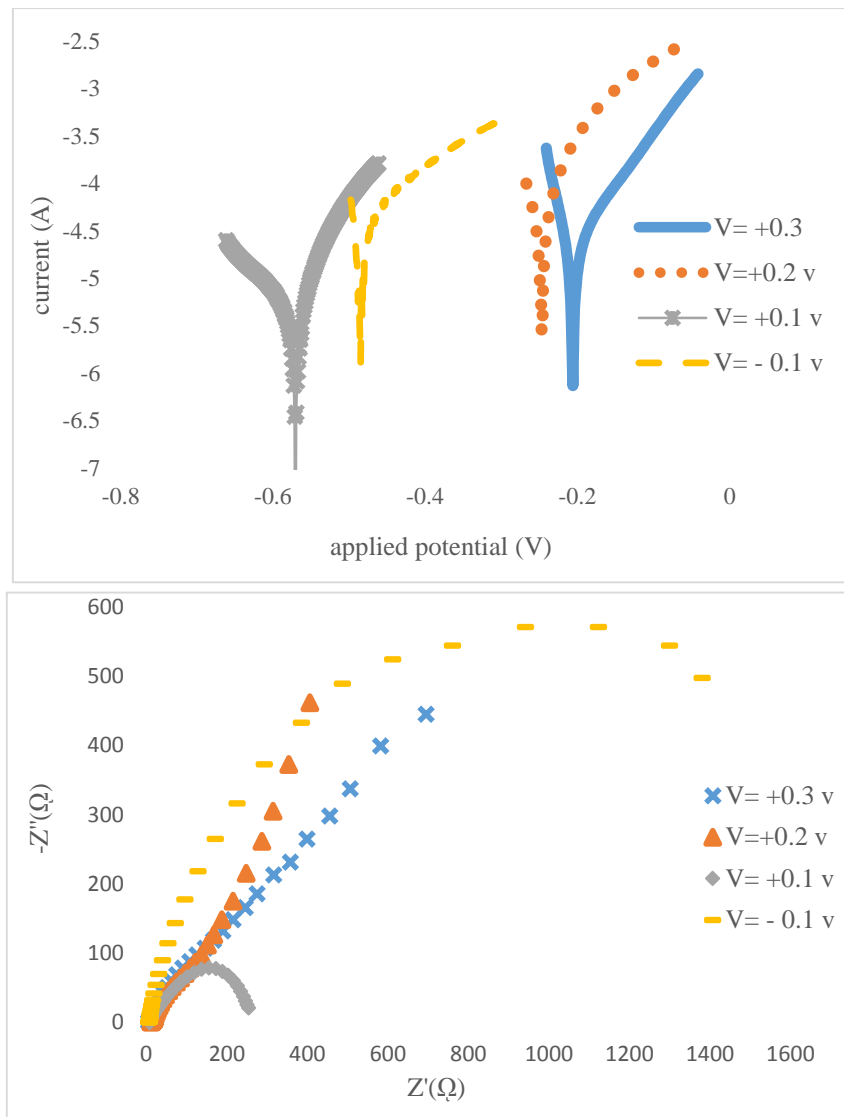 -2.5
-3
-3.5
-4
-4.5
-5
-5.5
-6
-6.5
-7
current (A)
-0.8 -0.6 -0.4 -0.2 0
applied potential (V)
V= +0.3
V=+0.2 v
V= +0.1 v
V= - 0.1 v
600
500
400
300
200
100
0
-Z"(Ω)
0 200 400 600 800 1000 1200 1400 1600
Z'(Ω)
V= +0.3 v
V=+0.2 v
V= +0.1 v
V= - 0.1 v